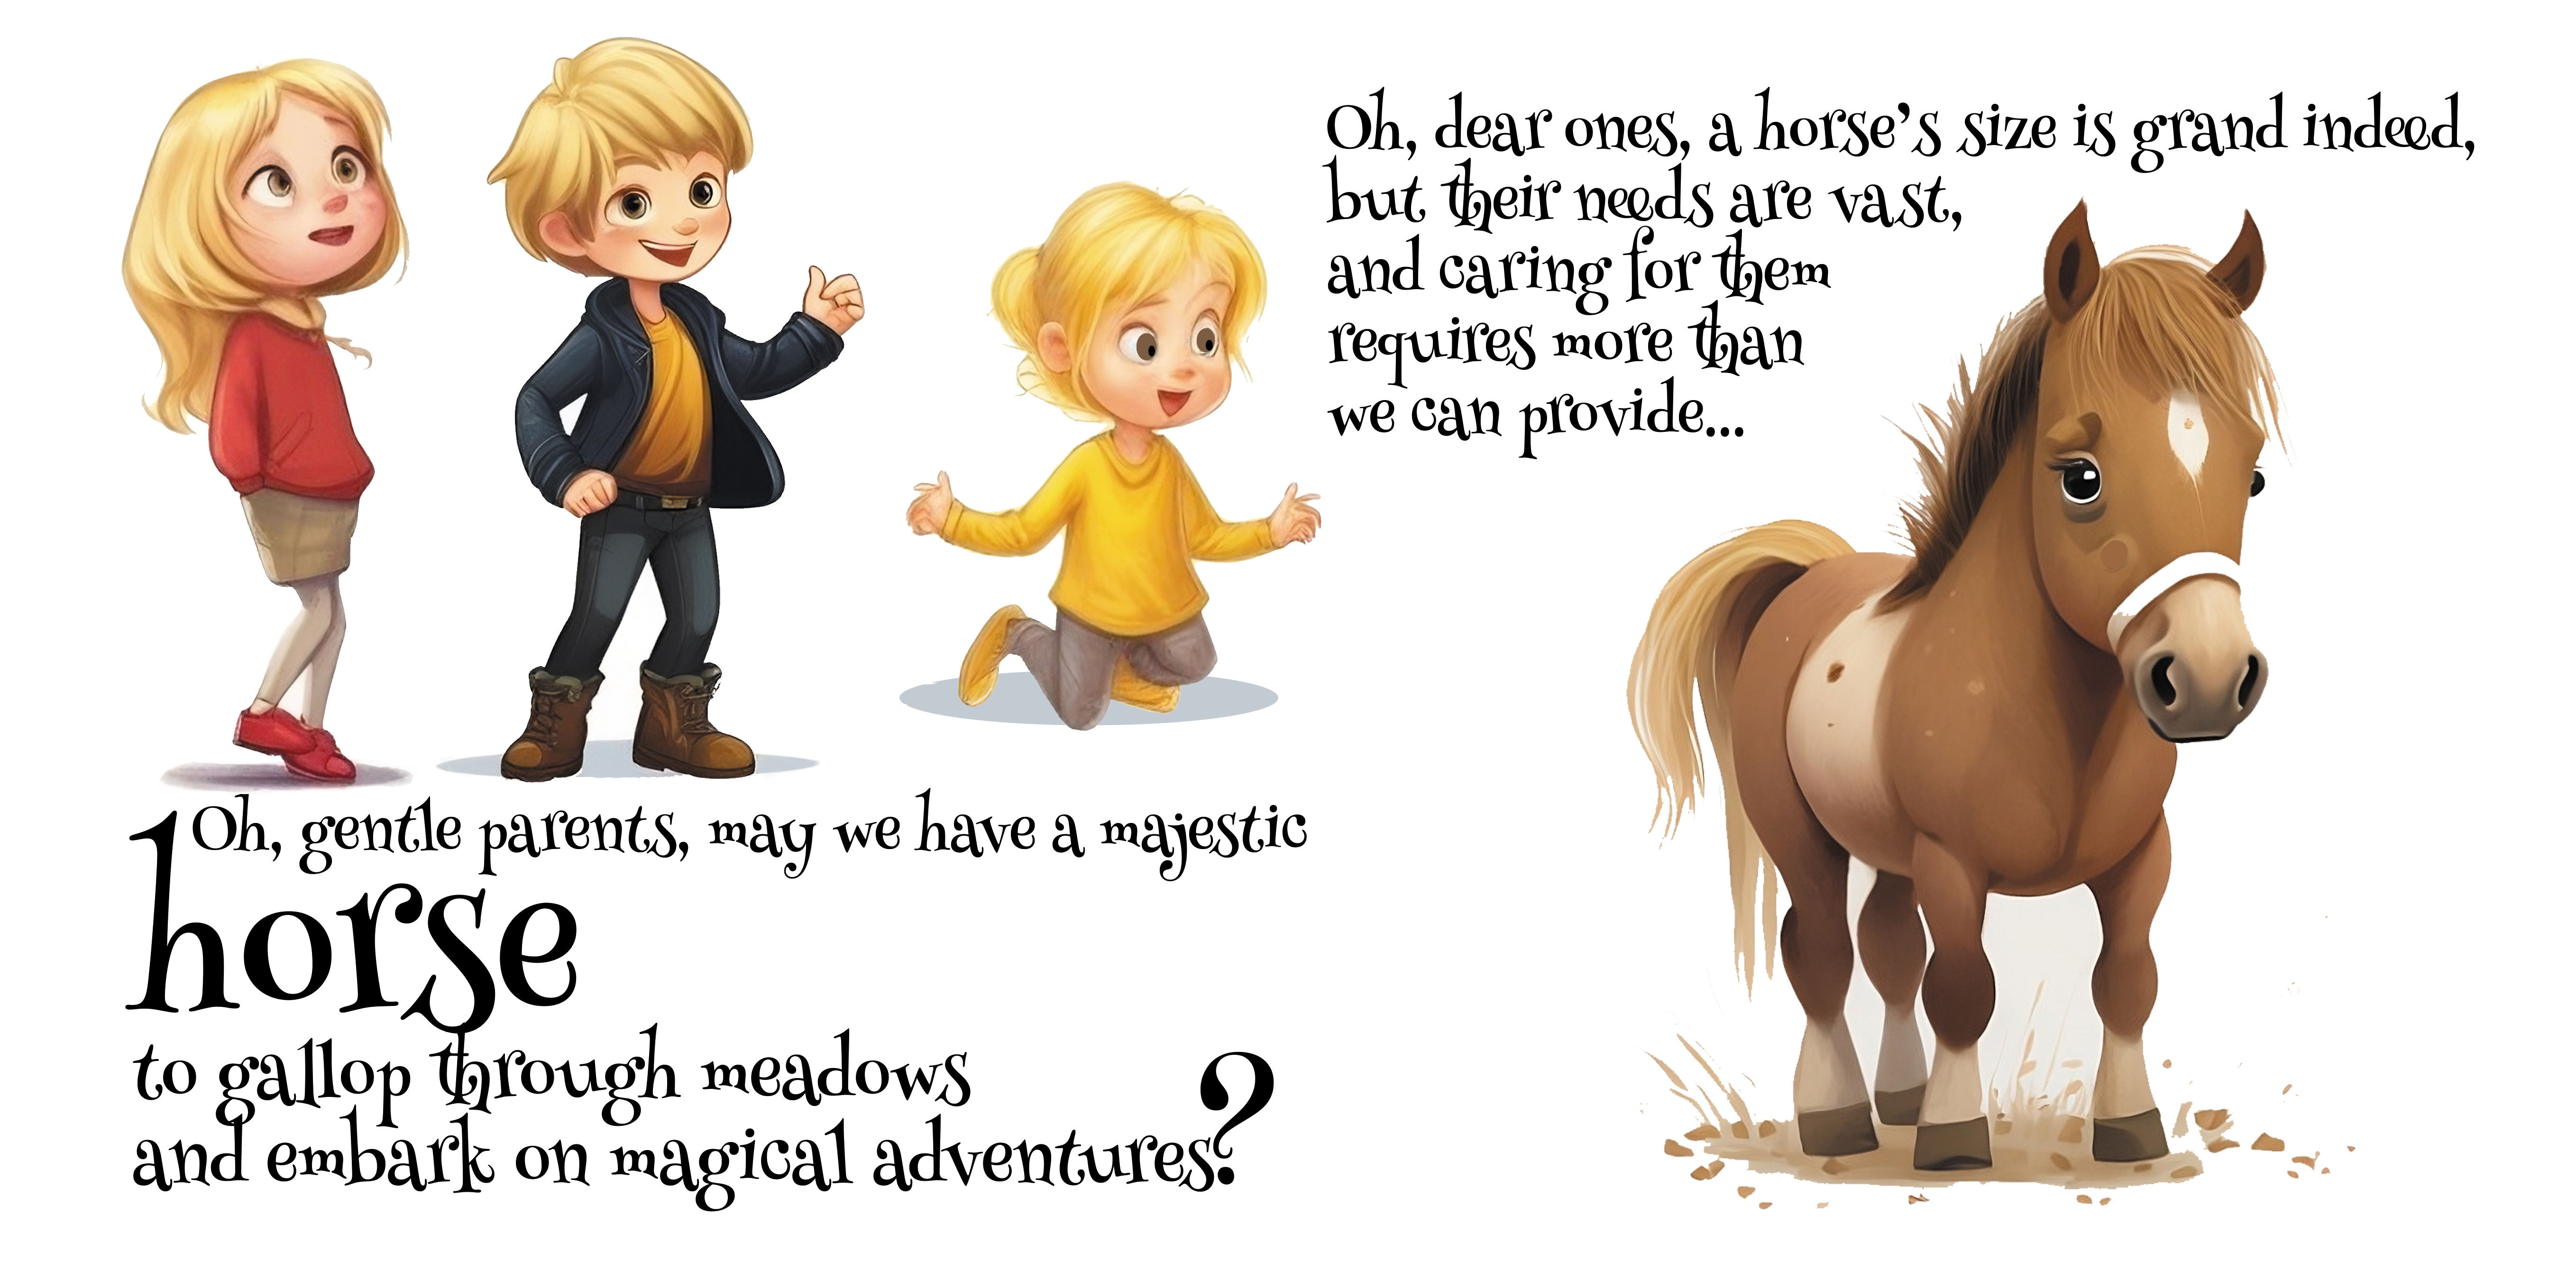 Oh, gentle parents, may we have a majestic
horse
to gallop through meadows
and embark on magical adventures?
Oh, dear ones, a horse's size is grand indeed,
but their needs are vast,
and caring for them
requires more than
we can provide...